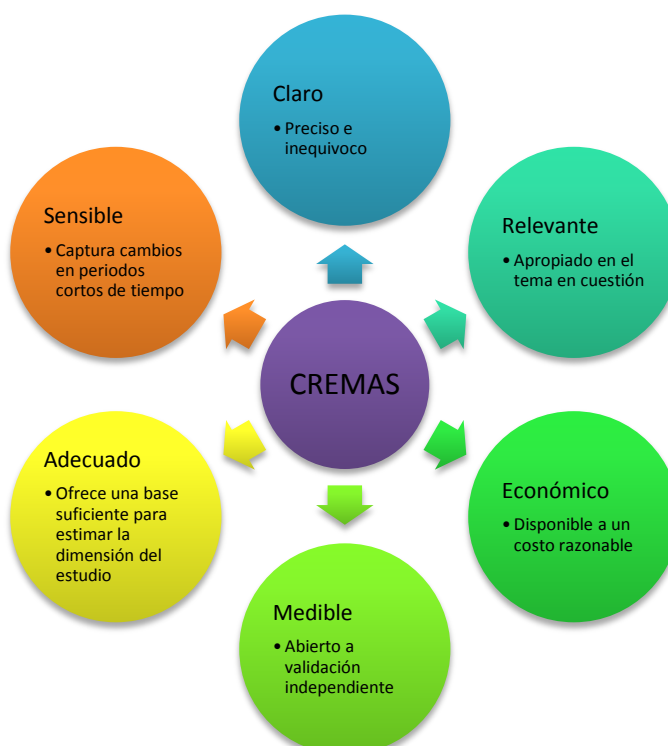 Claro
• Preciso e
inequivoco
Relevante
• Apropiado en el
tema en cuestión
Económico
• Disponible a un
costo razonable
Medible
• Abierto a
validación
independiente
Adecuado
• Ofrece una base
suficiente para
estimar la
dimensión del
estudio
Sensible
• Captura cambios
en periodos
cortos de tiempo
CREMAS